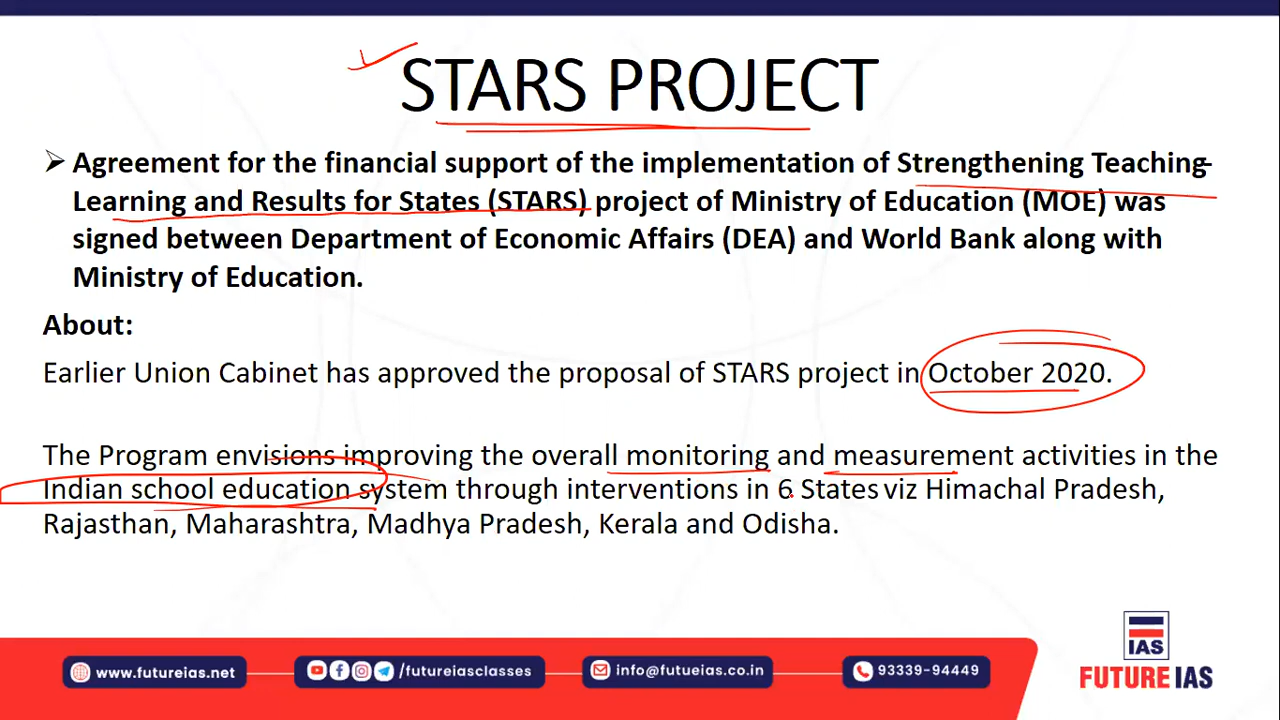 STARS PROJECT
➢ Agreement for the financial support of the implementation of Strengthening Teaching-
Learning and Results for States (STARS) project of Ministry of Education (MOE) was
signed between Department of Economic Affairs (DEA) and World Bank along with
Ministry of Education.
About:
Earlier Union Cabinet has approved the proposal of STARS project in October 2020.
The Program envisions improving the overall monitoring and measurement activities in the
Indian school education system through interventions in 6 States viz Himachal Pradesh,
Rajasthan, Maharashtra, Madhya Pradesh, Kerala and Odisha.
www.futureias.net
/futureiasclasses
info@futueias.co.in
93339-94449
IAS
FUTURE IAS